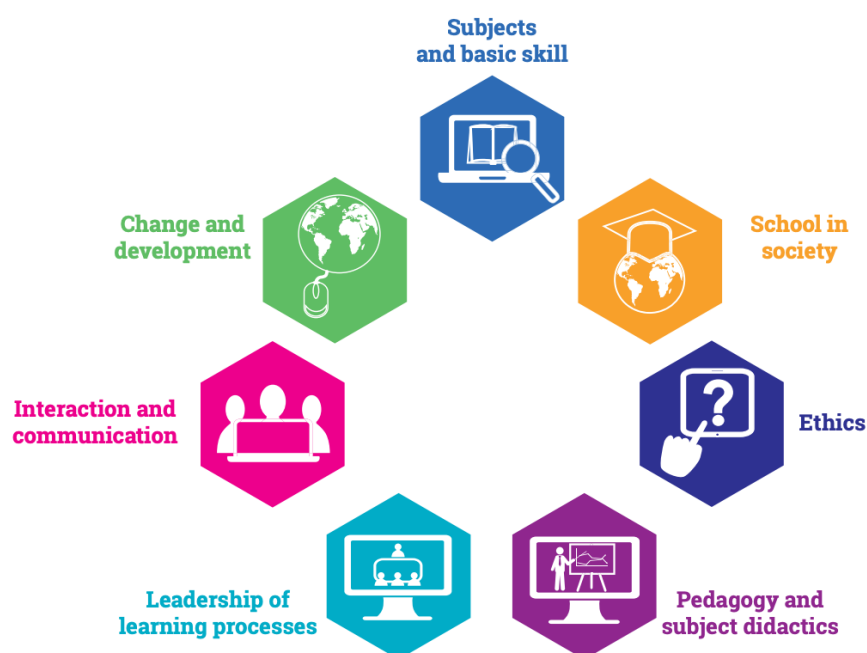 Subjects
and basic skill
School in
society
Ethics
Pedagogy and
subject didactics
Leadership of
learning processes
Interaction and
communication
Change and
development
?